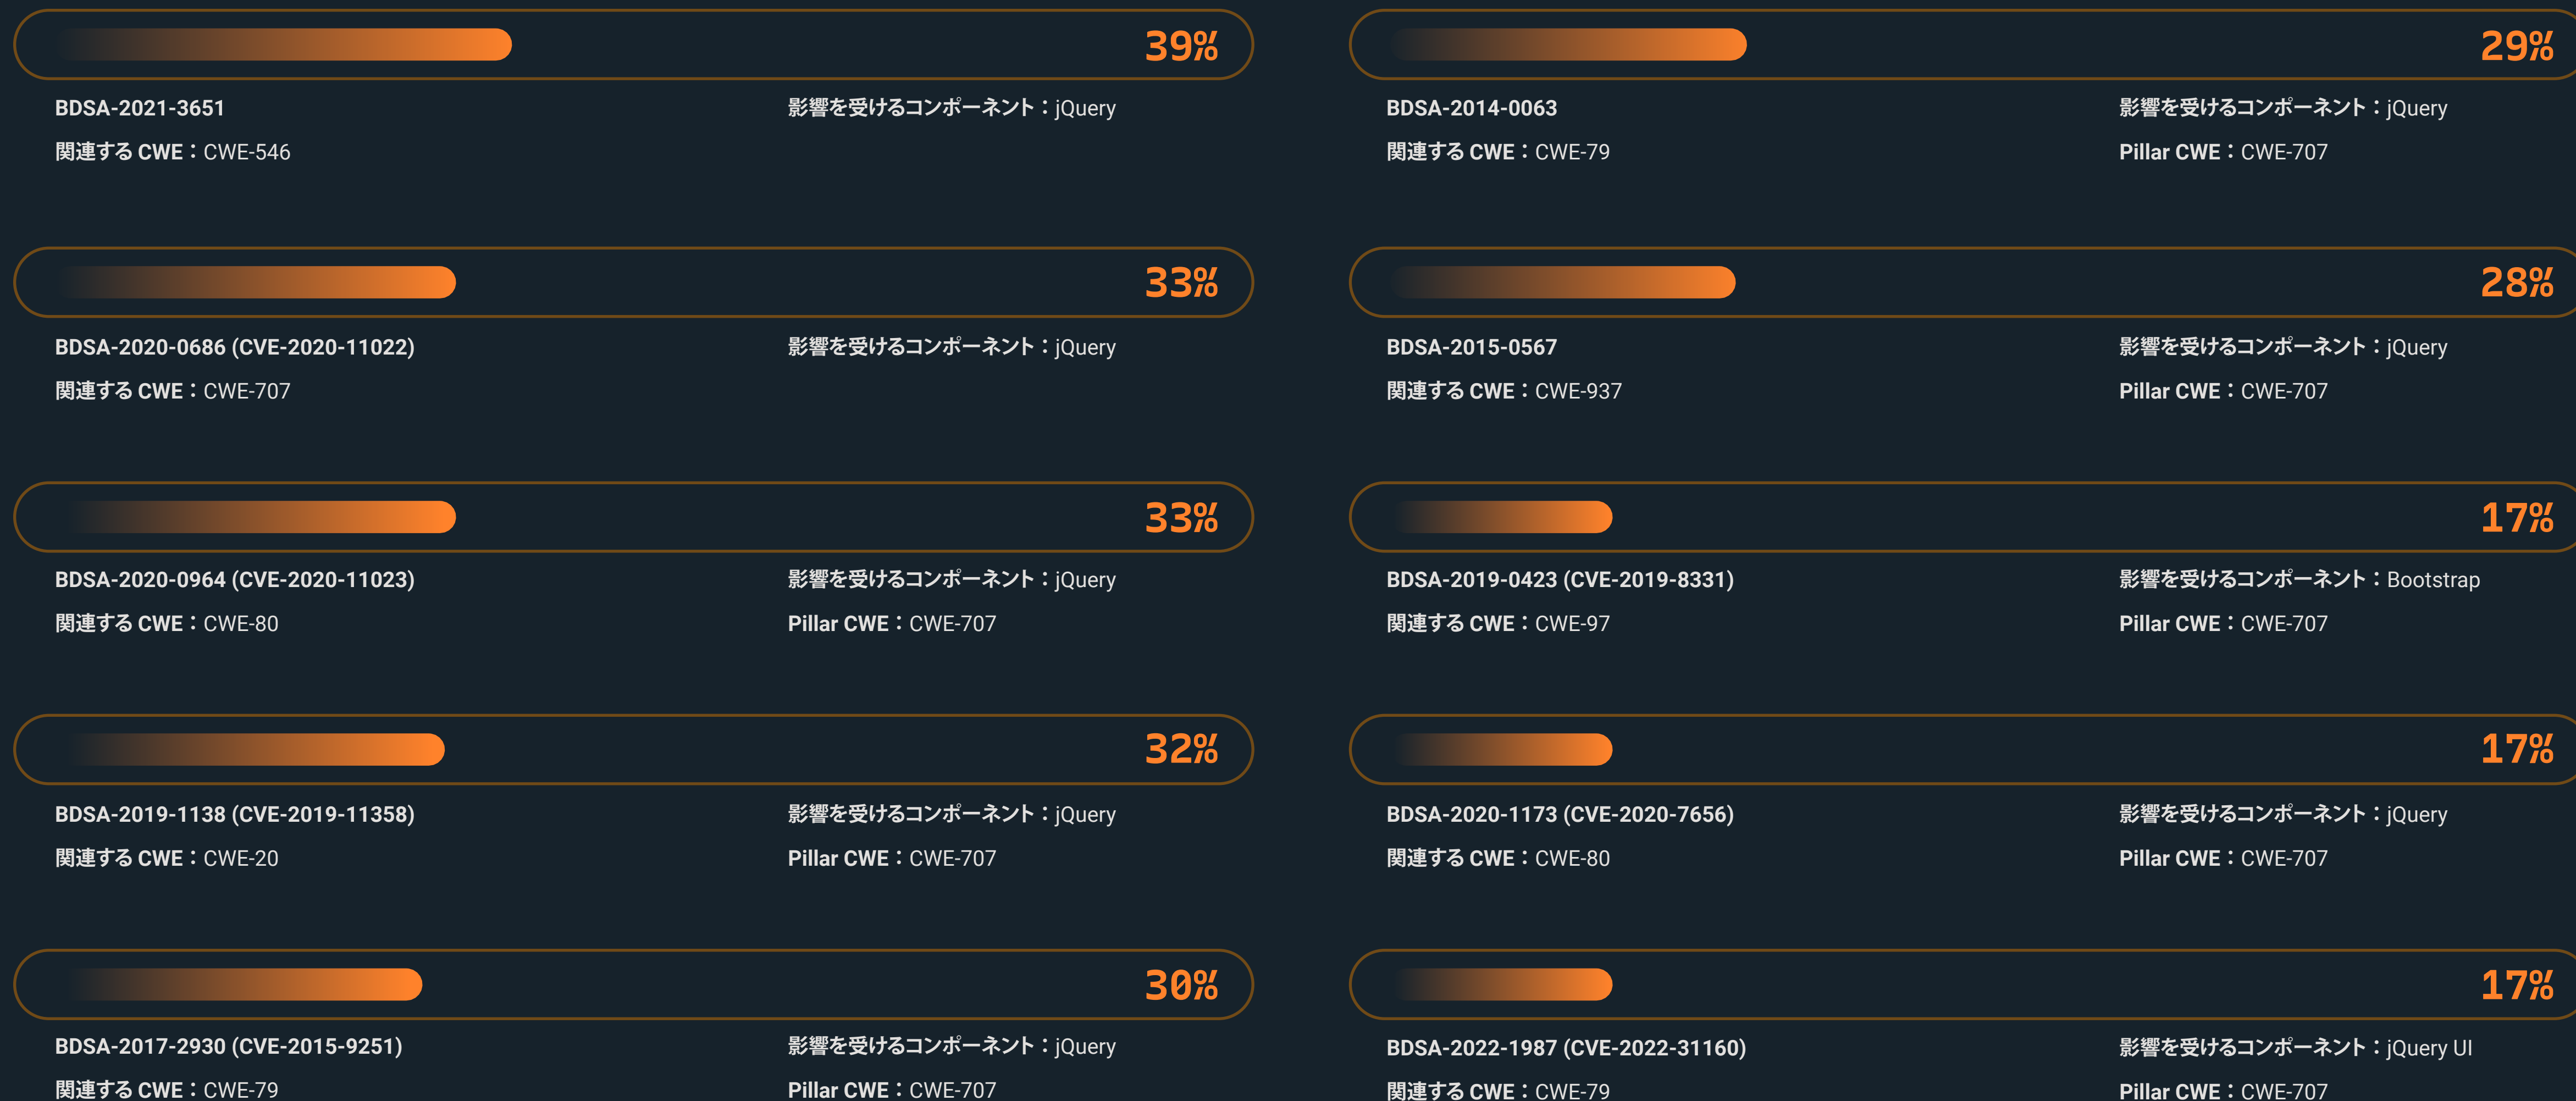 39%
BDSA-2021-3651
影響を受けるコンポーネント：jQuery
関連する CWE：CWE-546
33%
BDSA-2020-0686 (CVE-2020-11022)
影響を受けるコンポーネント：jQuery
関連する CWE：CWE-707
33%
BDSA-2020-0964 (CVE-2020-11023)
影響を受けるコンポーネント：jQuery
関連する CWE：CWE-80
Pillar CWE：CWE-707
32%
BDSA-2019-1138 (CVE-2019-11358)
影響を受けるコンポーネント：jQuery
関連する CWE：CWE-20
Pillar CWE：CWE-707
30%
BDSA-2017-2930 (CVE-2015-9251)
影響を受けるコンポーネント：jQuery
関連する CWE：CWE-79
Pillar CWE：CWE-707
29%
BDSA-2014-0063
影響を受けるコンポーネント：jQuery
関連する CWE：CWE-79
Pillar CWE：CWE-707
28%
BDSA-2015-0567
影響を受けるコンポーネント：jQuery
関連する CWE：CWE-937
Pillar CWE：CWE-707
17%
BDSA-2019-0423 (CVE-2019-8331)
影響を受けるコンポーネント：Bootstrap
関連する CWE：CWE-97
Pillar CWE：CWE-707
17%
BDSA-2020-1173 (CVE-2020-7656)
影響を受けるコンポーネント：jQuery
関連する CWE：CWE-80
Pillar CWE：CWE-707
17%
BDSA-2022-1987 (CVE-2022-31160)
影響を受けるコンポーネント：jQuery UI
関連する CWE：CWE-79
Pillar CWE：CWE-707